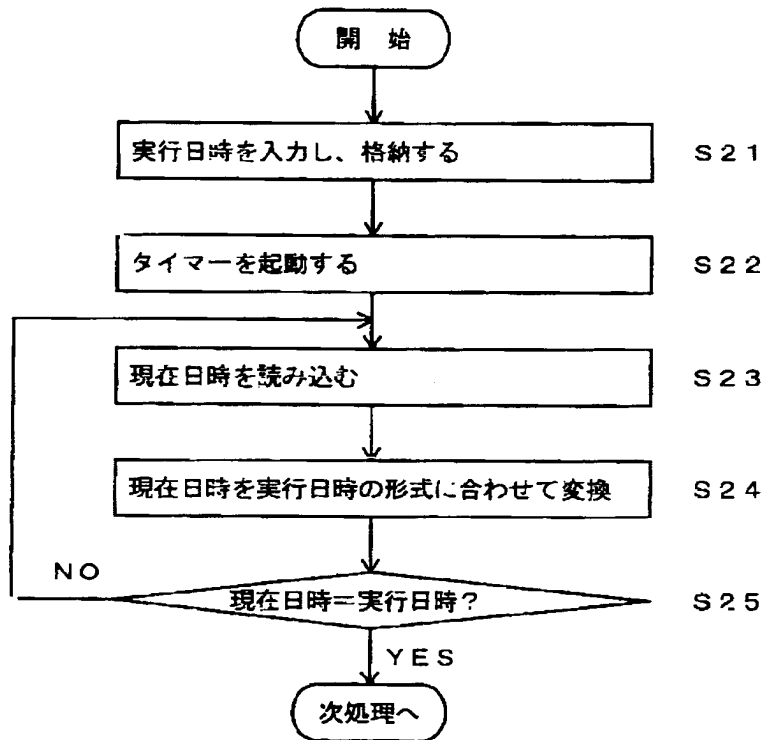 開 始
実行日時を入力し、格納する S21
タイマーを起動する S22
現在日時を読み込む S23
現在日時を実行日時の形式に合わせて変換 S24
NO
現在日時=実行日時? S25
YES
次処理へ